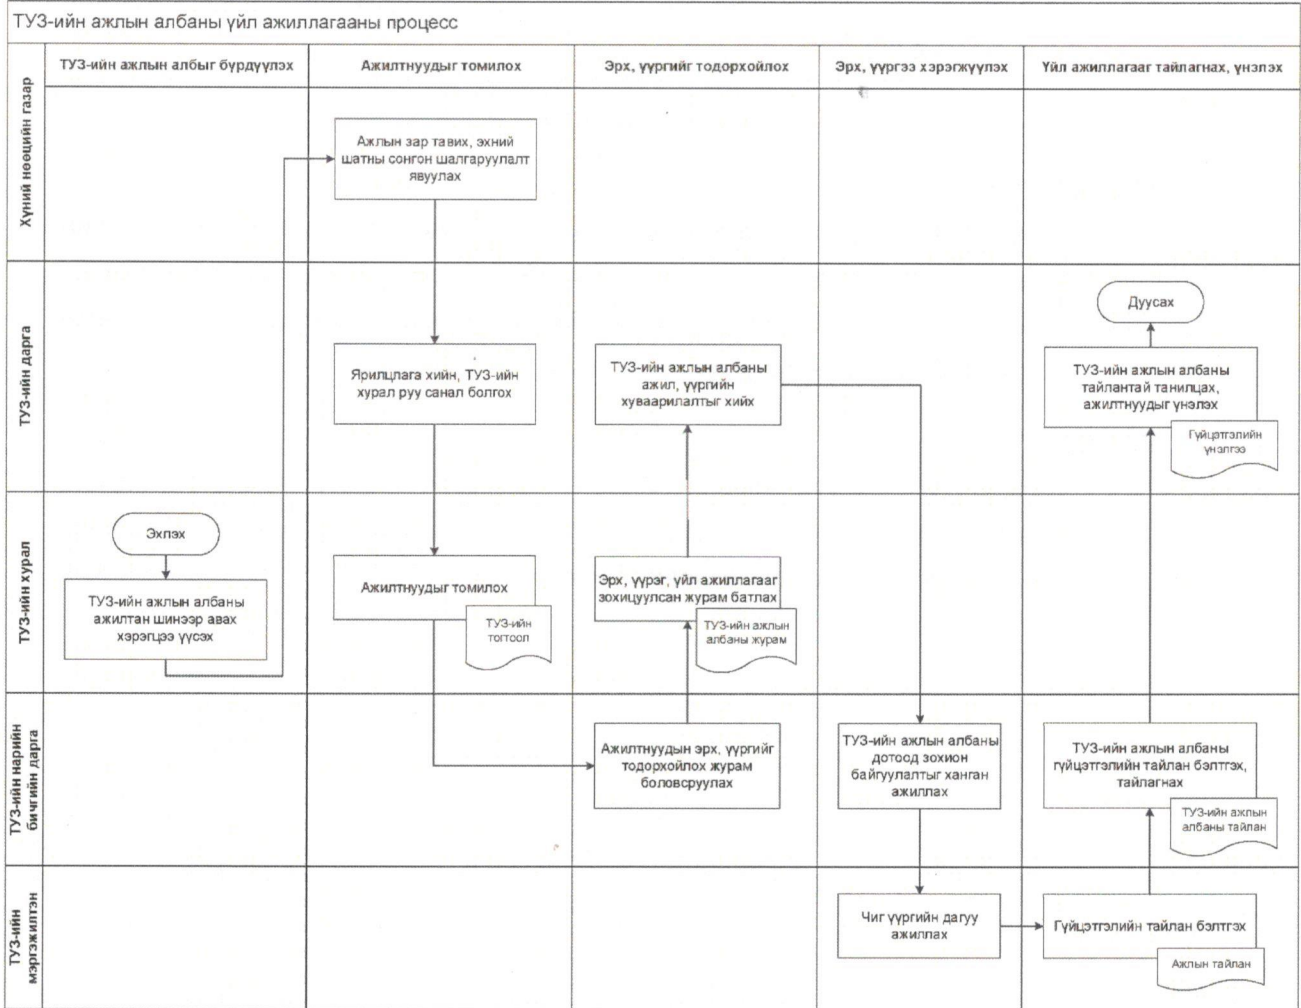 ТУЗ-ийн ажлын албаны үйл ажиллагааны процесс
ТУЗ-ийн ажлын албыг бүрдүүлэх
Ажилтнуудыг томилох
Эрх, үүргийг тодорхойлох
Эрх, үүргээ хэрэгжүүлэх
Үйл ажиллагааг тайлагнах, үнэлэх
Хүний нөөцийн газар
Ажлын зар тавих, эхний
шатны сонгон шалгаруулалт
явуулах
ТУЗ-ийн дарга
Ярилцлага хийн, ТУЗ-ийн
хурал руу санал болгох
ТУЗ-ийн ажлын албаны
ажил, үүргийн
хуваарилалтыг хийх
Дуусах
ТУЗ-ийн ажлын албаны
тайлантай танилцах,
ажилтнуудыг үнэлэх
Гүйцэтгэлийн
үнэлгээ
ТУЗ-ийн хурал
Эхлэх
ТУЗ-ийн ажлын албаны
ажилтан шинээр авах
хэрэгцээ үүсэх
Ажилтнуудыг томилох
ТУЗ-ийн
тогтоол
Эрх, үүрэг, үйл ажиллагааг
зохицуулсан журам батлах
ТУЗ-ийн ажлын
албаны журам
ТУЗ-ийн нарийн
бичгийн дарга
Ажилтнуудын эрх, үүргийг
тодорхойлох журам
боловсруулах
ТУЗ-ийн ажлын албаны
дотоод зохион
байгуулалтыг ханган
ажиллах
ТУЗ-ийн ажлын албаны
гүйцэтгэлийн тайлан бэлтгэх,
тайлагнах
ТУЗ-ийн ажлын
албаны тайлан
ТУЗ-ийн
мэргэжилтэн
Чиг үүргийн дагуу
ажиллах
Гүйцэтгэлийн тайлан бэлтгэх
Ажлын тайлан